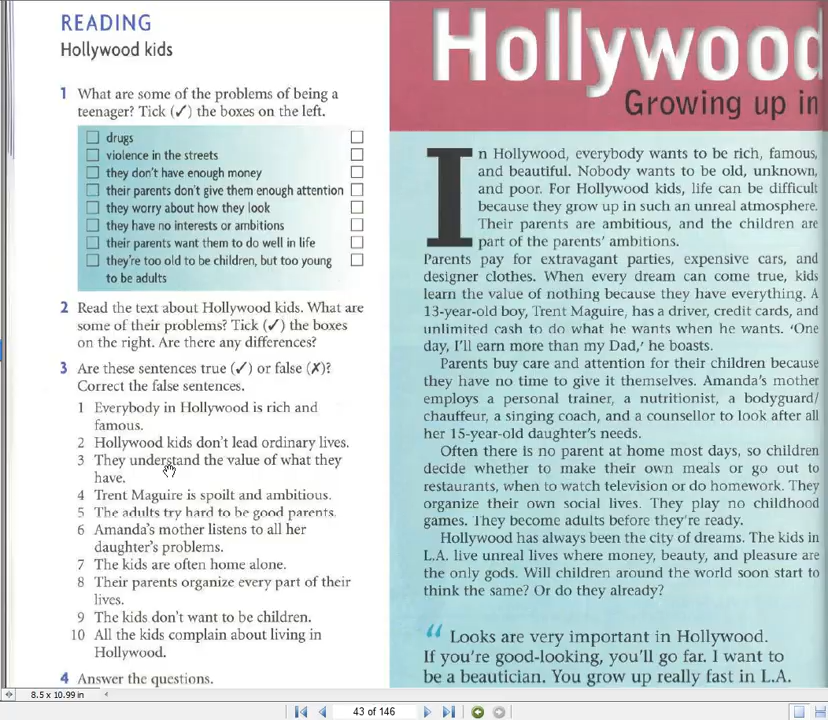 READING
Hollywood kids
1 What are some of the problems of being a
teenager? Tick (✓) the boxes on the left.
drugs
violence in the streets
they don't have enough money
their parents don't give them enough attention
they worry about how they look
they have no interests or ambitions
their parents want them to do well in life
they're too old to be children, but too young
to be adults
2 Read the text about Hollywood kids. What are
some of their problems? Tick (✓) the boxes
on the right. Are there any differences?
3 Are these sentences true (✓) or false (✗)?
Correct the false sentences.
1 Everybody in Hollywood is rich and
famous.
2 Hollywood kids don't lead ordinary lives.
3 They understand the value of what they
have.
4 Trent Maguire is spoilt and ambitious.
5 The adults try hard to be good parents.
6 Amanda's mother listens to all her
daughter's problems.
7 The kids are often home alone.
8 Their parents organize every part of their
lives.
9 The kids don't want to be children.
10 All the kids complain about living in
Hollywood.
4 Answer the questions.
Hollywood
Growing up in
In Hollywood, everybody wants to be rich, famous,
and beautiful. Nobody wants to be old, unknown,
and poor. For Hollywood kids, life can be difficult
because they grow up in such an unreal atmosphere.
Their parents are ambitious, and the children are
part of the parents' ambitions.
Parents pay for extravagant parties, expensive cars, and
designer clothes. When every dream can come true, kids
learn the value of nothing because they have everything. A
13-year-old boy, Trent Maguire, has a driver, credit cards, and
unlimited cash to do what he wants when he wants. 'One
day, I'll earn more than my Dad,' he boasts.
Parents buy care and attention for their children because
they have no time to give it themselves. Amanda's mother
employs a personal trainer, a nutritionist, a bodyguard/
chauffeur, a singing coach, and a counsellor to look after all
her 15-year-old daughter's needs.
Often there is no parent at home most days, so children
decide whether to make their own meals or go out to
restaurants, when to watch television or do homework. They
organize their own social lives. They play no childhood
games. They become adults before they're ready.
Hollywood has always been the city of dreams. The kids in
L.A. live unreal lives where money, beauty, and pleasure are
the only gods. Will children around the world soon start to
think the same? Or do they already?
“ Looks are very important in Hollywood.
If you're good-looking, you'll go far. I want to
be a beautician. You grow up really fast in L.A.
8.5 x 10.99 in
43 of 146